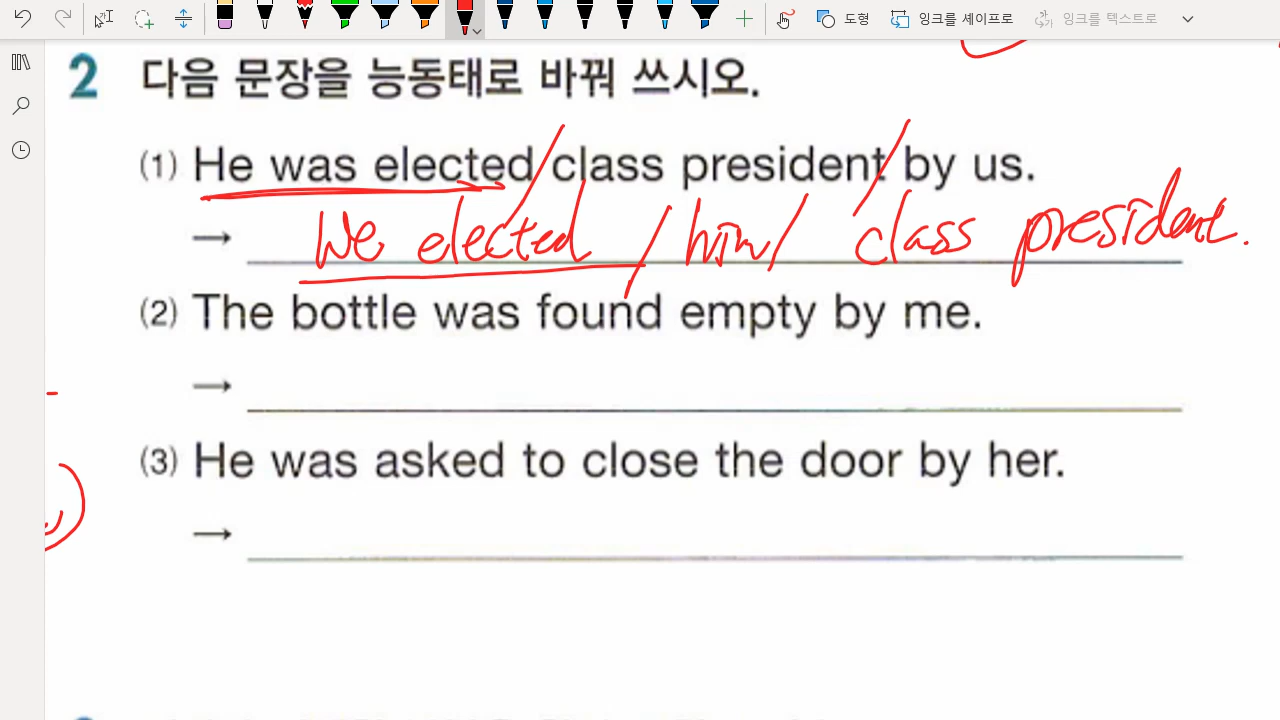 도형 잉크를 셰이프로 잉크를 텍스트로
2 다음 문장을 능동태로 바꿔 쓰시오.
(1) He was elected class president by us.
→ We elected him class president.
(2) The bottle was found empty by me.
→
(3) He was asked to close the door by her.
→